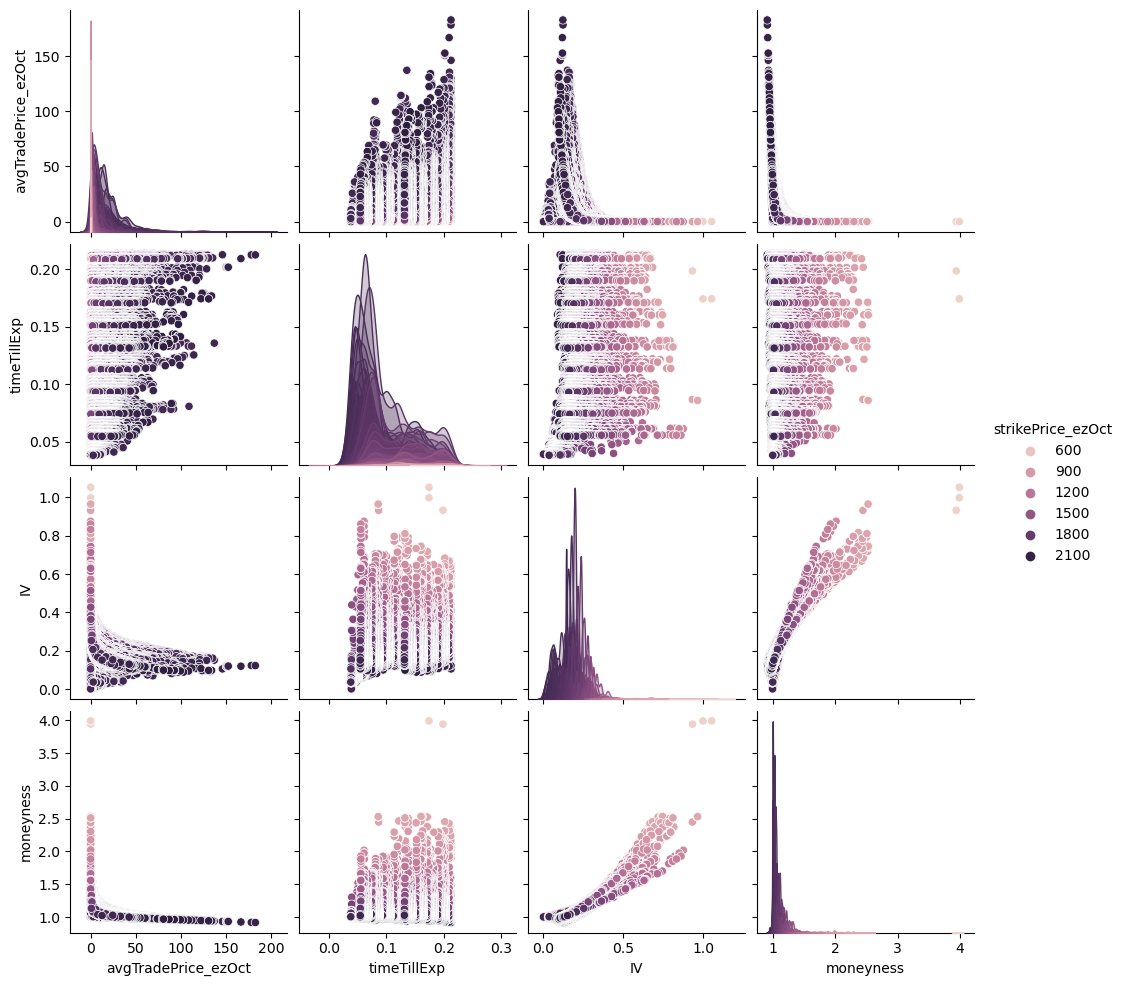 avgTradePrice_ezOct
150
100
50
0
timeTillExp
0.20
0.15
0.10
0.05
strikePrice_ezOct
600
900
1200
1500
1800
2100
IV
1.0
0.8
0.6
0.4
0.2
0.0
moneyness
4.0
3.5
3.0
2.5
2.0
1.5
1.0
0 50 100 150 200
0.0 0.1 0.2 0.3
0.0 0.5 1.0
1 2 3 4
avgTradePrice_ezOct
timeTillExp
IV
moneyness